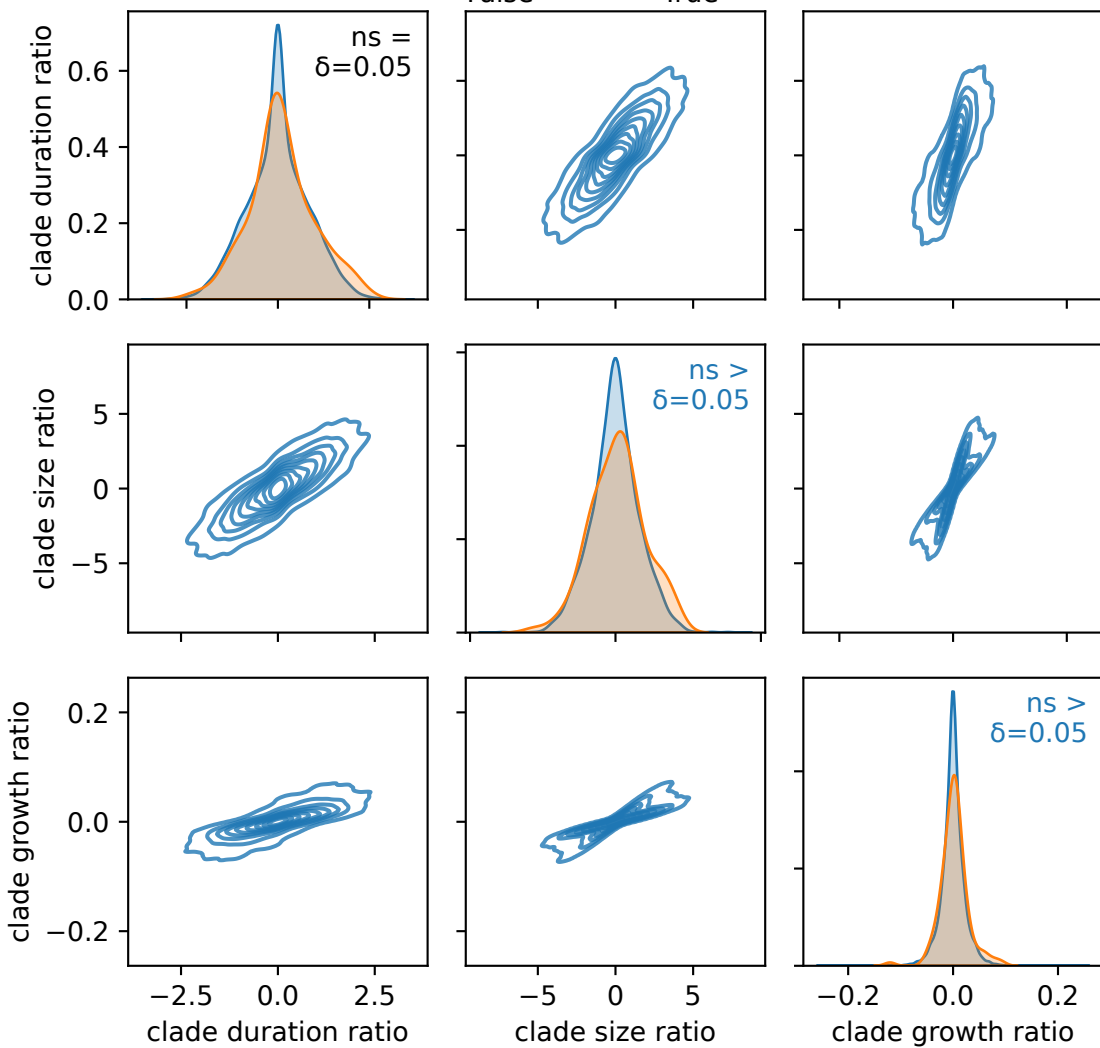 clade duration ratio
0.6
0.4
0.2
0.0
ns =
δ=0.05
clade size ratio
5
0
−5
ns >
δ=0.05
clade growth ratio
0.2
0.0
−0.2
ns >
δ=0.05
−2.5 0.0 2.5
−5 0 5
−0.2 0.0 0.2
clade duration ratio
clade size ratio
clade growth ratio